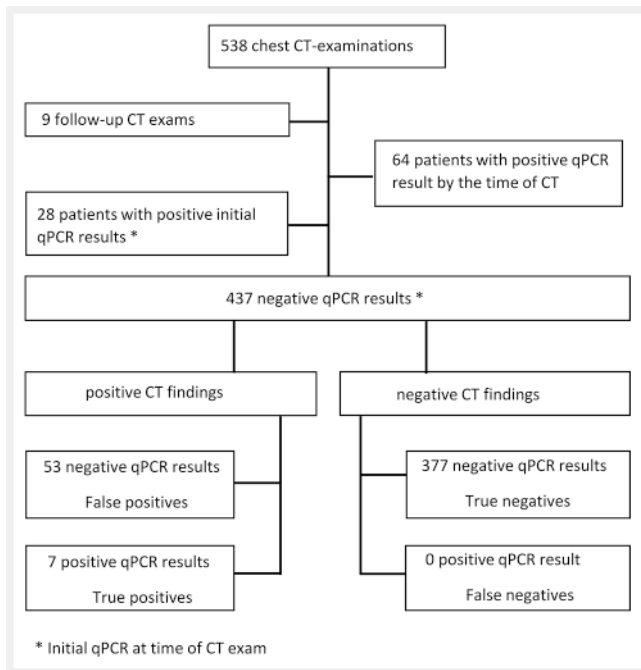 538 chest CT-examinations
9 follow-up CT exams
64 patients with positive qPCR
result by the time of CT
28 patients with positive initial
qPCR results *
437 negative qPCR results *
positive CT findings
negative CT findings
53 negative qPCR results
False positives
377 negative qPCR results
True negatives
7 positive qPCR results
True positives
0 positive qPCR result
False negatives
* Initial qPCR at time of CT exam